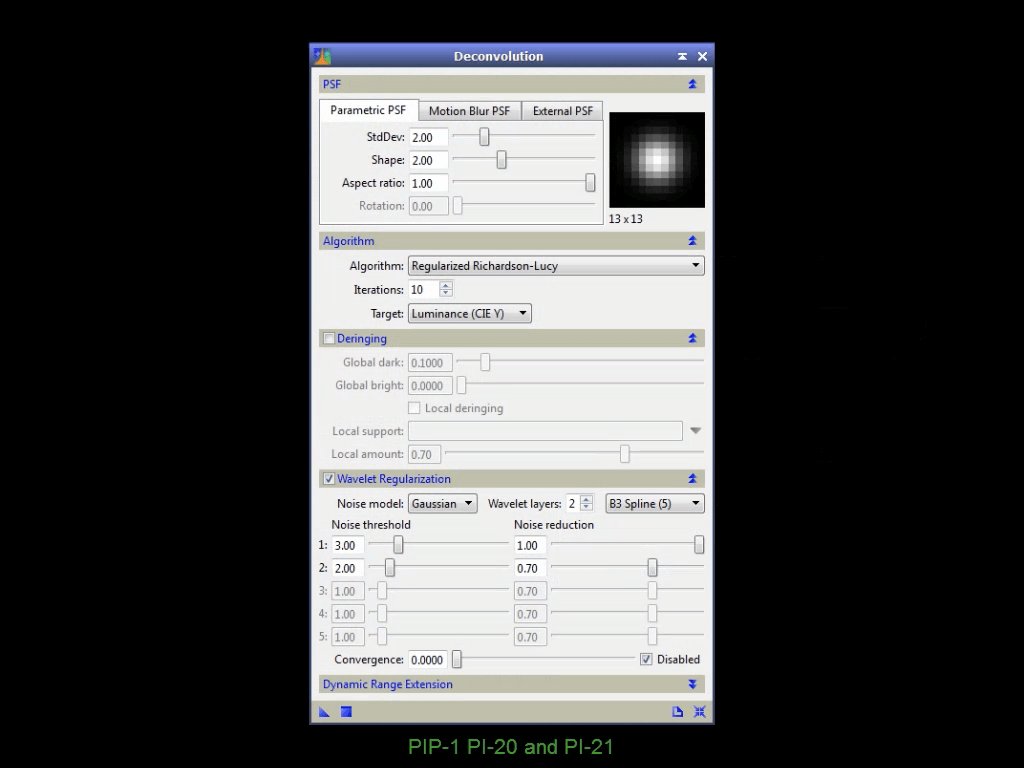 Deconvolution
PSF
Parametric PSF Motion Blur PSF External PSF
StdDev: 2.00
Shape: 2.00
Aspect ratio: 1.00
Rotation: 0.00
13 x 13
Algorithm
Algorithm: Regularized Richardson-Lucy
Iterations: 10
Target: Luminance (CIE Y)
Deringing
Global dark: 0.1000
Global bright: 0.0000
Local deringing
Local support:
Local amount: 0.70
Wavelet Regularization
Noise model: Gaussian Wavelet layers: 2 B3 Spline (5)
Noise threshold Noise reduction
1: 3.00 1.00
2: 2.00 0.70
3: 1.00 0.70
4: 1.00 0.70
5: 1.00 0.70
Convergence: 0.0000 Disabled
Dynamic Range Extension
PIP-1 PI-20 and PI-21